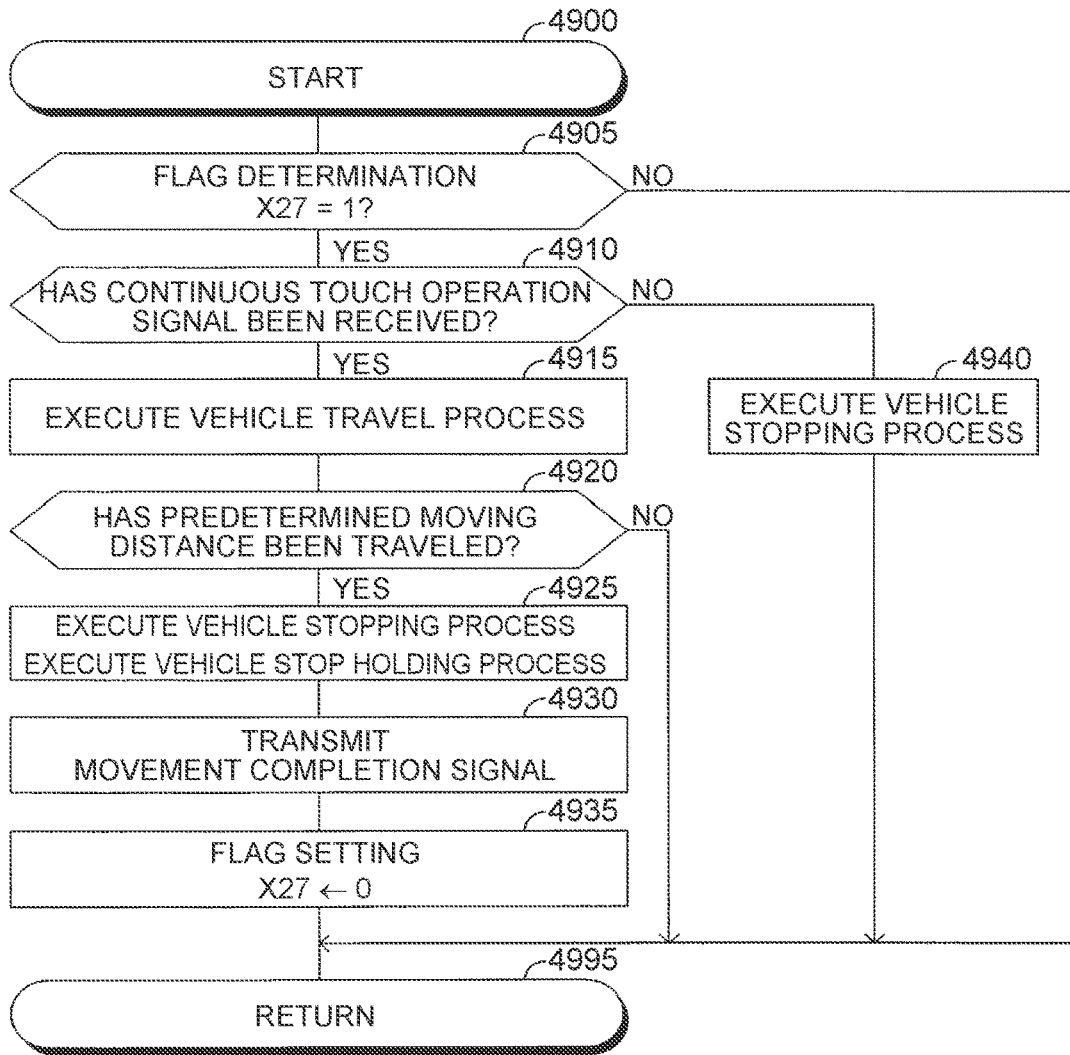 4900
START
4905
FLAG DETERMINATION
X27 = 1?
NO
YES
4910
HAS CONTINUOUS TOUCH OPERATION
SIGNAL BEEN RECEIVED?
NO
YES
4915
EXECUTE VEHICLE TRAVEL PROCESS
4940
EXECUTE VEHICLE
STOPPING PROCESS
4920
HAS PREDETERMINED MOVING
DISTANCE BEEN TRAVELED?
NO
YES
4925
EXECUTE VEHICLE STOPPING PROCESS
EXECUTE VEHICLE STOP HOLDING PROCESS
4930
TRANSMIT
MOVEMENT COMPLETION SIGNAL
4935
FLAG SETTING
X27 ← 0
4995
RETURN